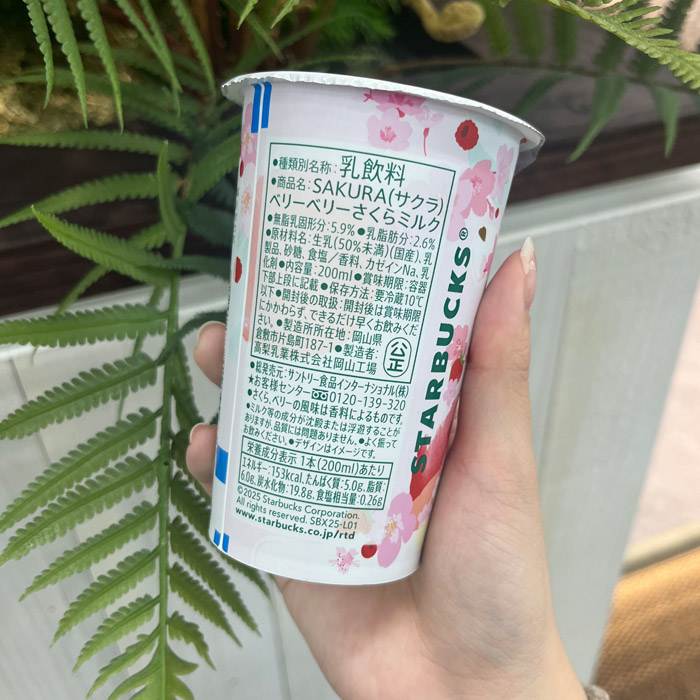 ●種類別名称：乳飲料
●商品名：SAKURA(サクラ)
ベリーベリーさくらミルク
●無脂乳固形分：5.9% ●乳脂肪分：2.6%
●原材料名：生乳(50%未満)(国産)、乳
製品、砂糖、食塩／香料、カゼインNa、乳
化剤 ●内容量：200ml ●賞味期限：容器
下部上段に記載 ●保存方法：要冷蔵10℃
以下 ●開封後の取扱：開封後は賞味期限
にかかわらず、できるだけ早くお飲みくだ
さい。●製造所所在地：岡山県
倉敷市片島町187-1 ●製造者：
高梨乳業株式会社岡山工場
公正
●総発売元：サントリー食品インターナショナル(株)
★お客様センター 0120-139-320
●さくら、ベリーの風味は香料によるものです。
●ミルク等の成分が沈殿または浮遊することが
ありますが、品質には問題ありません。●よく振って
お飲みください。●デザインはイメージです。
栄養成分表示 1本(200ml)あたり
エネルギー：153kcal、たんぱく質：5.0g、脂質：
6.0g、炭水化物：19.8g、食塩相当量：0.26g
©2025 Starbucks Corporation.
All rights reserved. SBX25-L01
www.starbucks.co.jp/rtd
STARBUCKS®